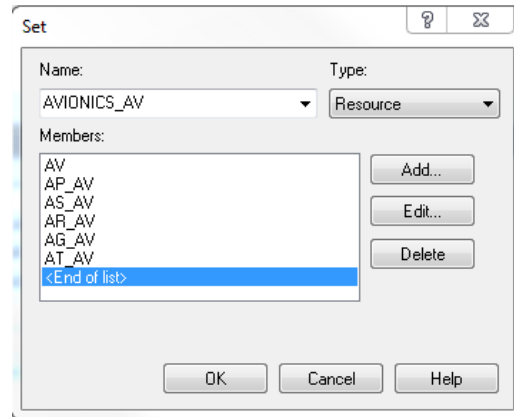 Set
Name:
Type:
AVIONICS_AV
Resource
Members:
AV
AP_AV
AS_AV
AR_AV
AG_AV
AT_AV
<End of list>
Add...
Edit...
Delete
OK
Cancel
Help